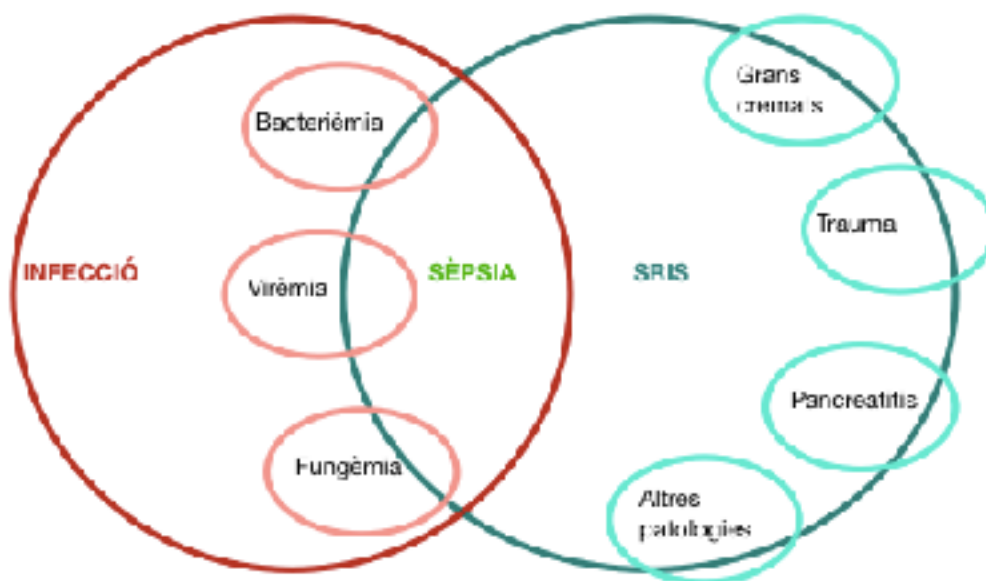 Grans
cremats
Bacterièmia
Trauma
INFECCIÓ
SÈPSIA
SRIS
Virèmia
Pancreatitis
Fungèmia
Altres
patologies